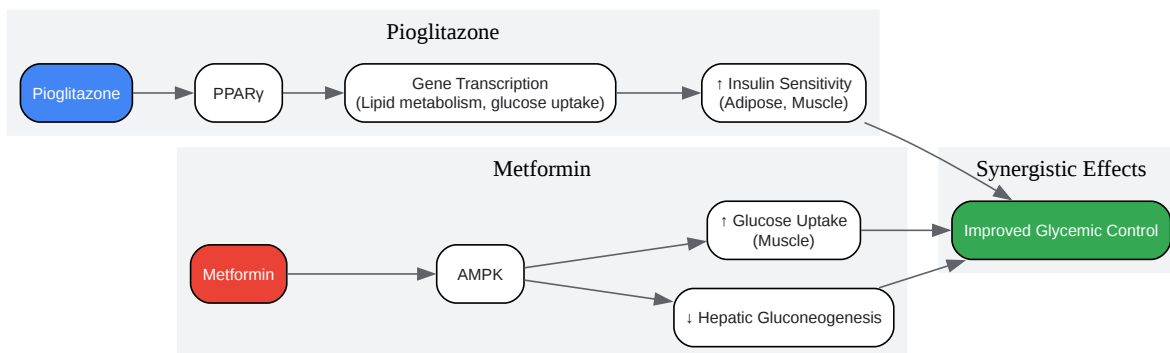 Pioglitazone
Pioglitazone
PPARγ
Gene Transcription
(Lipid metabolism, glucose uptake)
↑ Insulin Sensitivity
(Adipose, Muscle)
Metformin
Metformin
AMPK
↑ Glucose Uptake
(Muscle)
↓ Hepatic Gluconeogenesis
Synergistic Effects
Improved Glycemic Control